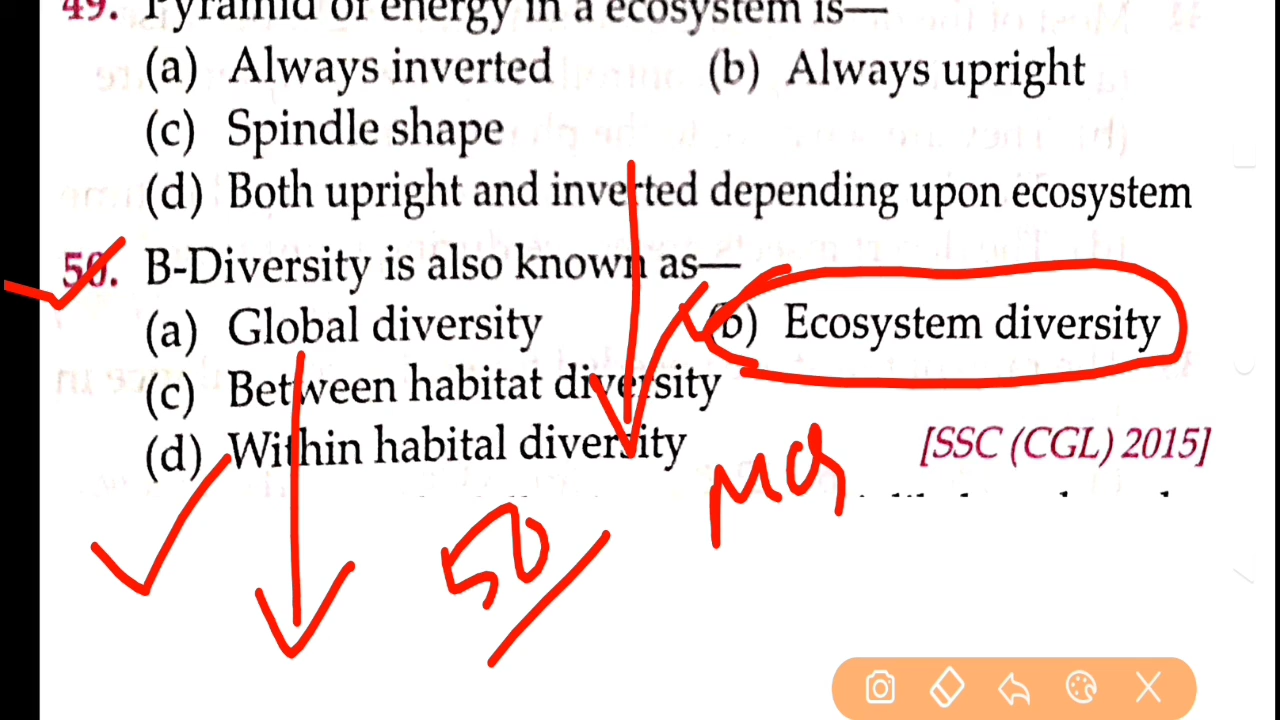 49. Pyramid of energy in a ecosystem is—
(a) Always inverted (b) Always upright
(c) Spindle shape
(d) Both upright and inverted depending upon ecosystem
50. B-Diversity is also known as—
(a) Global diversity (b) Ecosystem diversity
(c) Between habitat diversity
(d) Within habital diversity [SSC (CGL) 2015]
50 MCQ